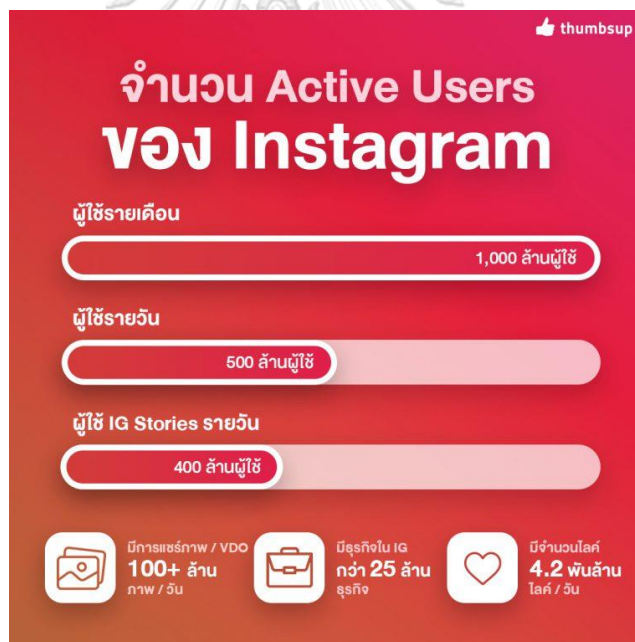 thumbsup
จำนวน Active Users
ของ Instagram
ผู้ใช้รายเดือน
1,000 ล้านผู้ใช้
ผู้ใช้รายวัน
500 ล้านผู้ใช้
ผู้ใช้ IG Stories รายวัน
400 ล้านผู้ใช้
มีการแชร์ภาพ / VDO
100+ ล้าน
ภาพ / วัน
มีธุรกิจใน IG
กว่า 25 ล้าน
ธุรกิจ
มีจำนวนไลค์
4.2 พันล้าน
ไลค์ / วัน